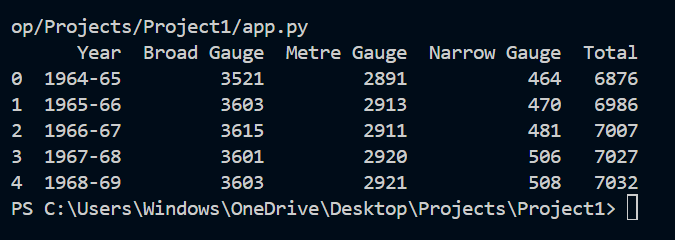 op/Projects/Project1/app.py
Year Broad Gauge Metre Gauge Narrow Gauge Total
0 1964-65 3521 2891 464 6876
1 1965-66 3603 2913 470 6986
2 1966-67 3615 2911 481 7007
3 1967-68 3601 2920 506 7027
4 1968-69 3603 2921 508 7032
PS C:\Users\Windows\OneDrive\Desktop\Projects\Project1>